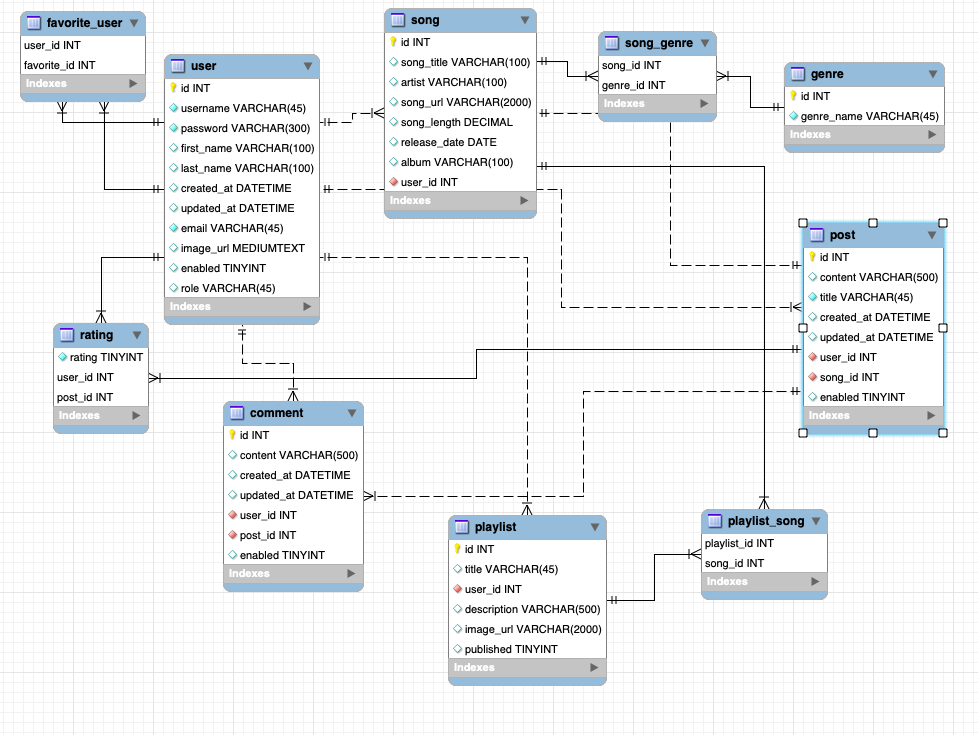 favorite_user
user_id INT
favorite_id INT
Indexes
user
id INT
username VARCHAR(45)
password VARCHAR(300)
first_name VARCHAR(100)
last_name VARCHAR(100)
created_at DATETIME
updated_at DATETIME
email VARCHAR(45)
image_url MEDIUMTEXT
enabled TINYINT
role VARCHAR(45)
Indexes
song
id INT
song_title VARCHAR(100)
artist VARCHAR(100)
song_url VARCHAR(2000)
song_length DECIMAL
release_date DATE
album VARCHAR(100)
user_id INT
Indexes
song_genre
song_id INT
genre_id INT
Indexes
genre
id INT
genre_name VARCHAR(45)
Indexes
post
id INT
content VARCHAR(500)
title VARCHAR(45)
created_at DATETIME
updated_at DATETIME
user_id INT
song_id INT
enabled TINYINT
Indexes
rating
rating TINYINT
user_id INT
post_id INT
Indexes
comment
id INT
content VARCHAR(500)
created_at DATETIME
updated_at DATETIME
user_id INT
post_id INT
enabled TINYINT
Indexes
playlist
id INT
title VARCHAR(45)
user_id INT
description VARCHAR(500)
image_url VARCHAR(2000)
published TINYINT
Indexes
playlist_song
playlist_id INT
song_id INT
Indexes